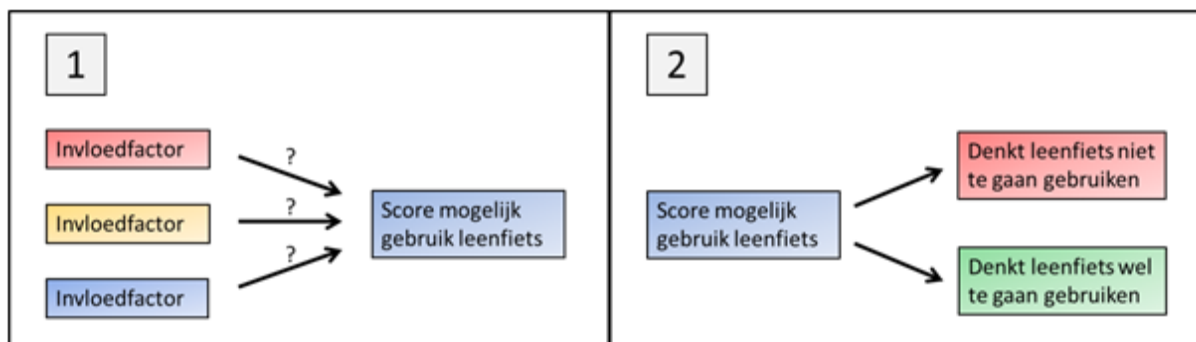 1
Invloedfactor
?
Invloedfactor
?
Invloedfactor
?
Score mogelijk
gebruik leenfiets
2
Score mogelijk
gebruik leenfiets
Denkt leenfiets niet
te gaan gebruiken
Denkt leenfiets wel
te gaan gebruiken